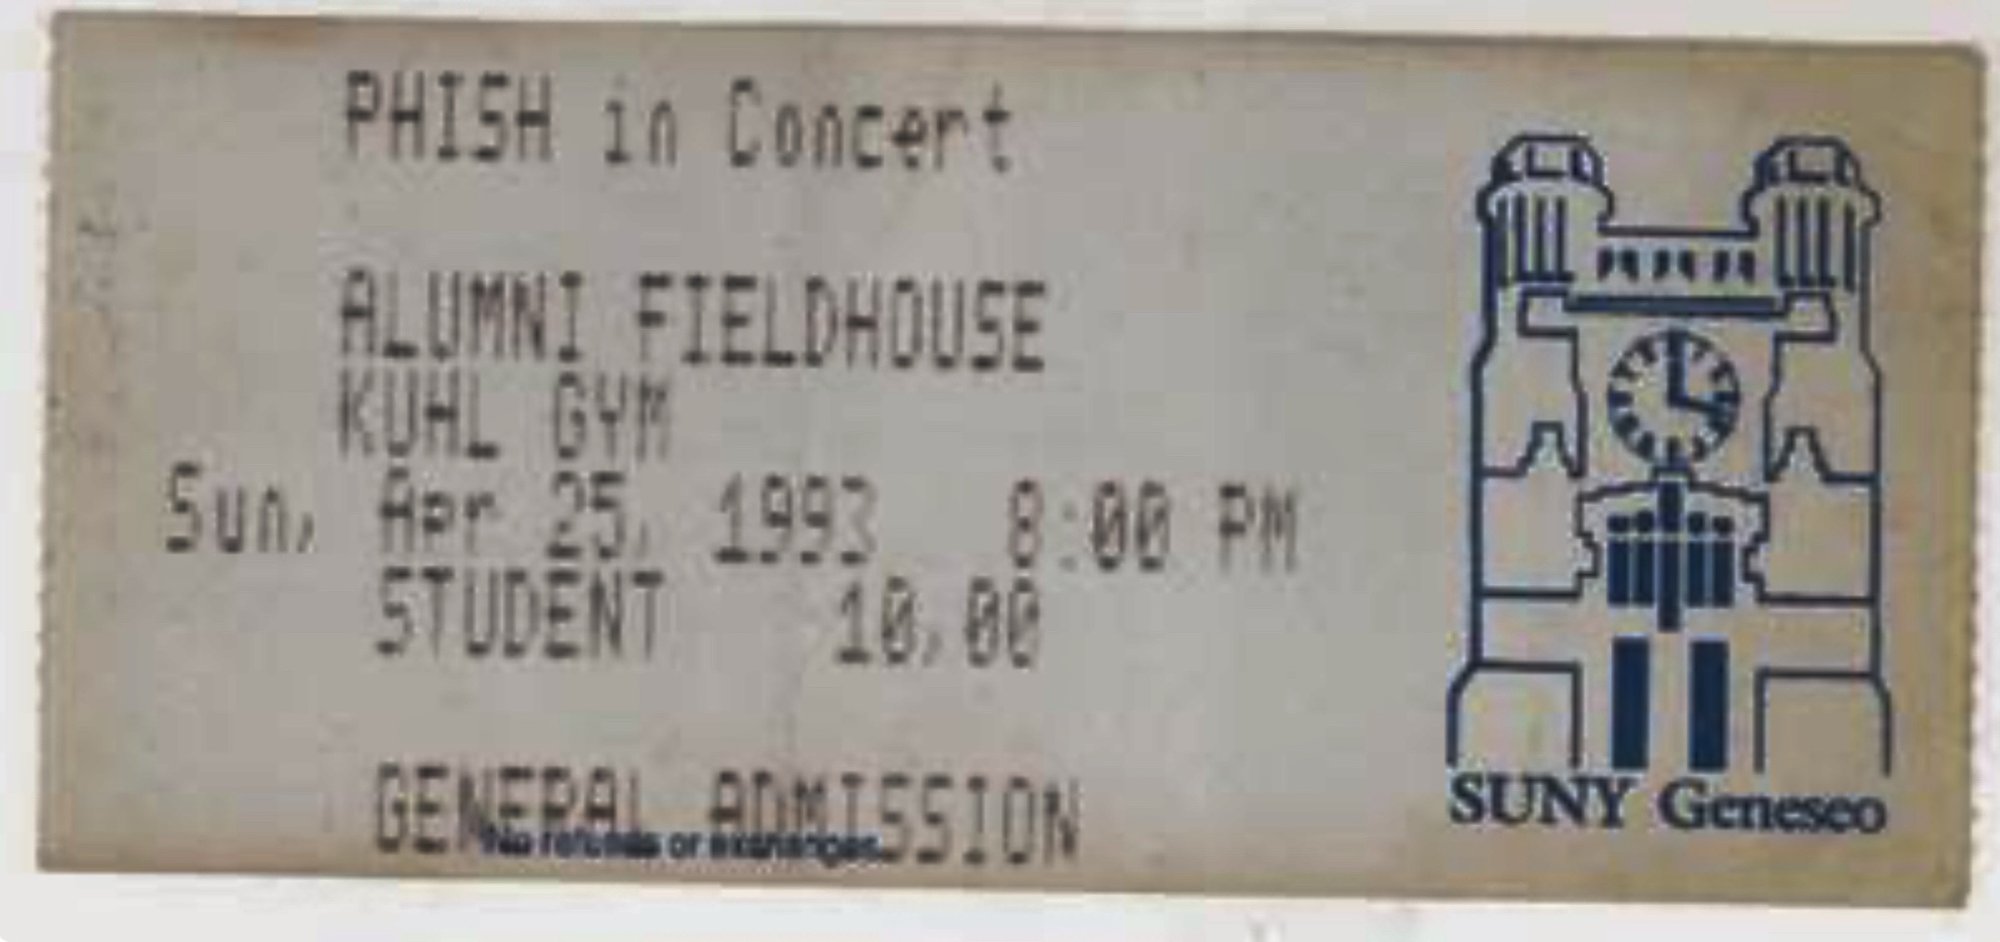 PHISH in Concert
ALUMNI FIELDHOUSE
KUHL GYM
Sun, Apr 25, 1993 8:00 PM
STUDENT 10.00
GENERAL ADMISSION
No refunds or exchanges.
SUNY Geneseo